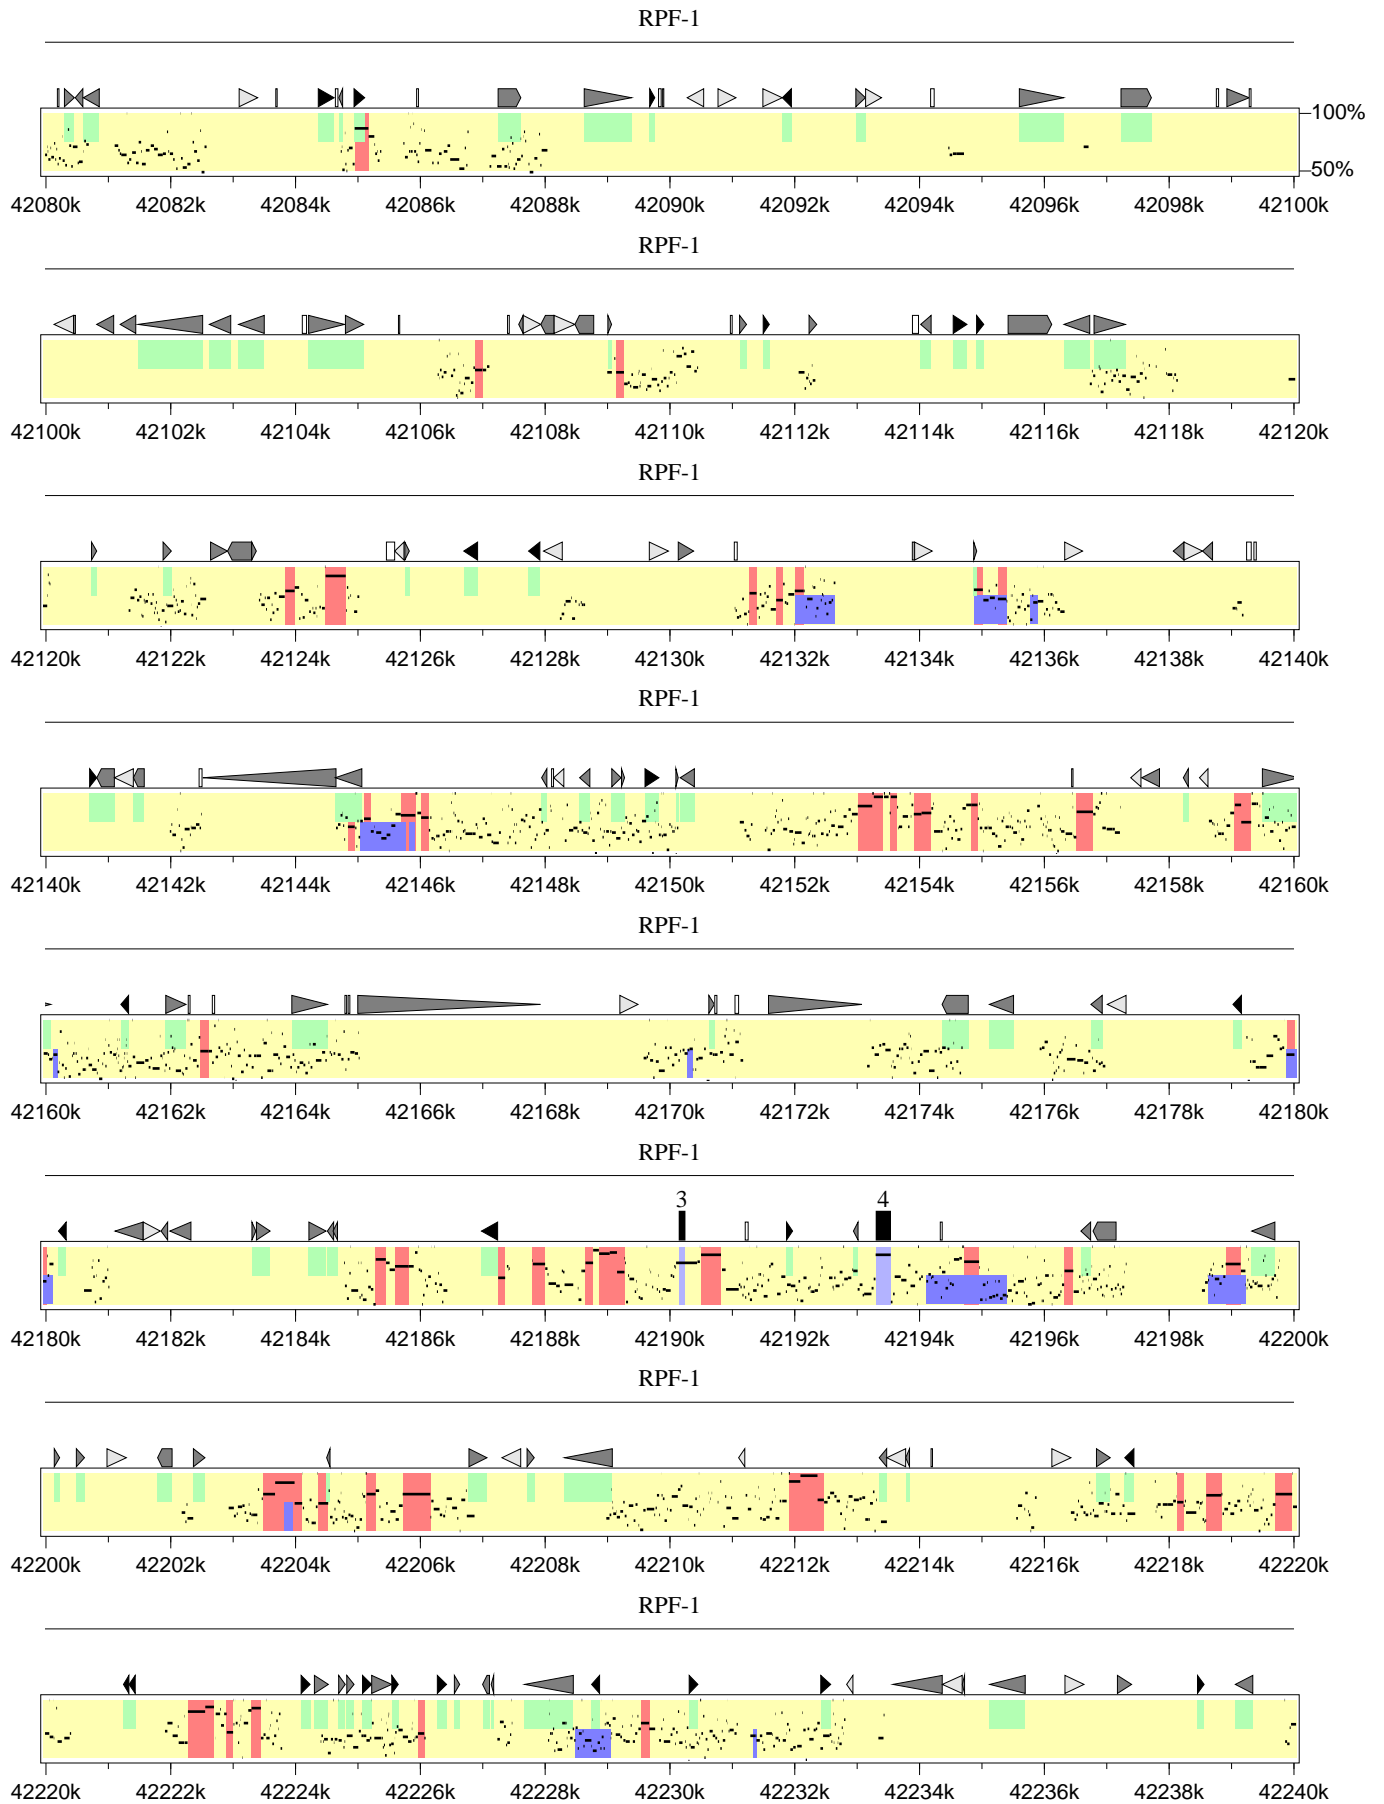 RPF-1
100%
50%
42080k 42082k 42084k 42086k 42088k 42090k 42092k 42094k 42096k 42098k 42100k
RPF-1
42100k 42102k 42104k 42106k 42108k 42110k 42112k 42114k 42116k 42118k 42120k
RPF-1
42120k 42122k 42124k 42126k 42128k 42130k 42132k 42134k 42136k 42138k 42140k
RPF-1
42140k 42142k 42144k 42146k 42148k 42150k 42152k 42154k 42156k 42158k 42160k
RPF-1
42160k 42162k 42164k 42166k 42168k 42170k 42172k 42174k 42176k 42178k 42180k
RPF-1
3 4
42180k 42182k 42184k 42186k 42188k 42190k 42192k 42194k 42196k 42198k 42200k
RPF-1
42200k 42202k 42204k 42206k 42208k 42210k 42212k 42214k 42216k 42218k 42220k
RPF-1
42220k 42222k 42224k 42226k 42228k 42230k 42232k 42234k 42236k 42238k 42240k